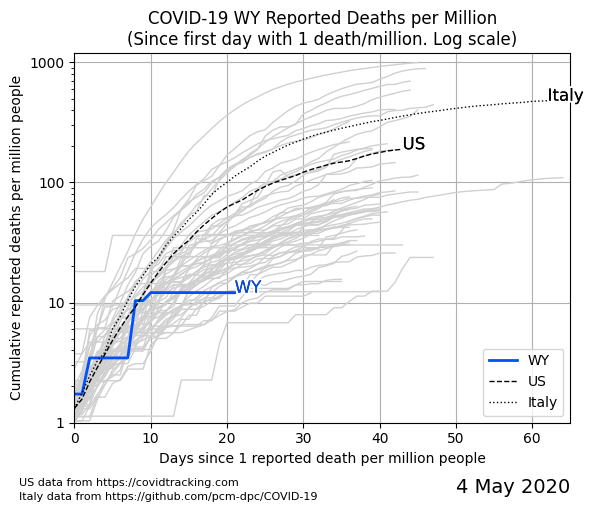 COVID-19 WY Reported Deaths per Million
(Since first day with 1 death/million. Log scale)
Cumulative reported deaths per million people
1000
100
10
1
Italy
US
WY
WY
US
Italy
0 10 20 30 40 50 60
Days since 1 reported death per million people
US data from https://covidtracking.com
Italy data from https://github.com/pcm-dpc/COVID-19
4 May 2020